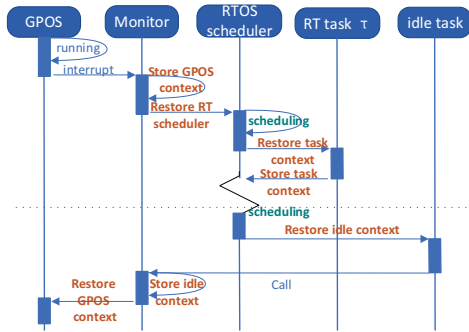 GPOS
Monitor
RTOS
scheduler
RT task τ
idle task
running
interrupt
Store GPOS
context
Restore RT
scheduler
scheduling
Restore task
context
Store task
context
scheduling
Restore idle context
Call
Restore
GPOS
context
Store idle
context